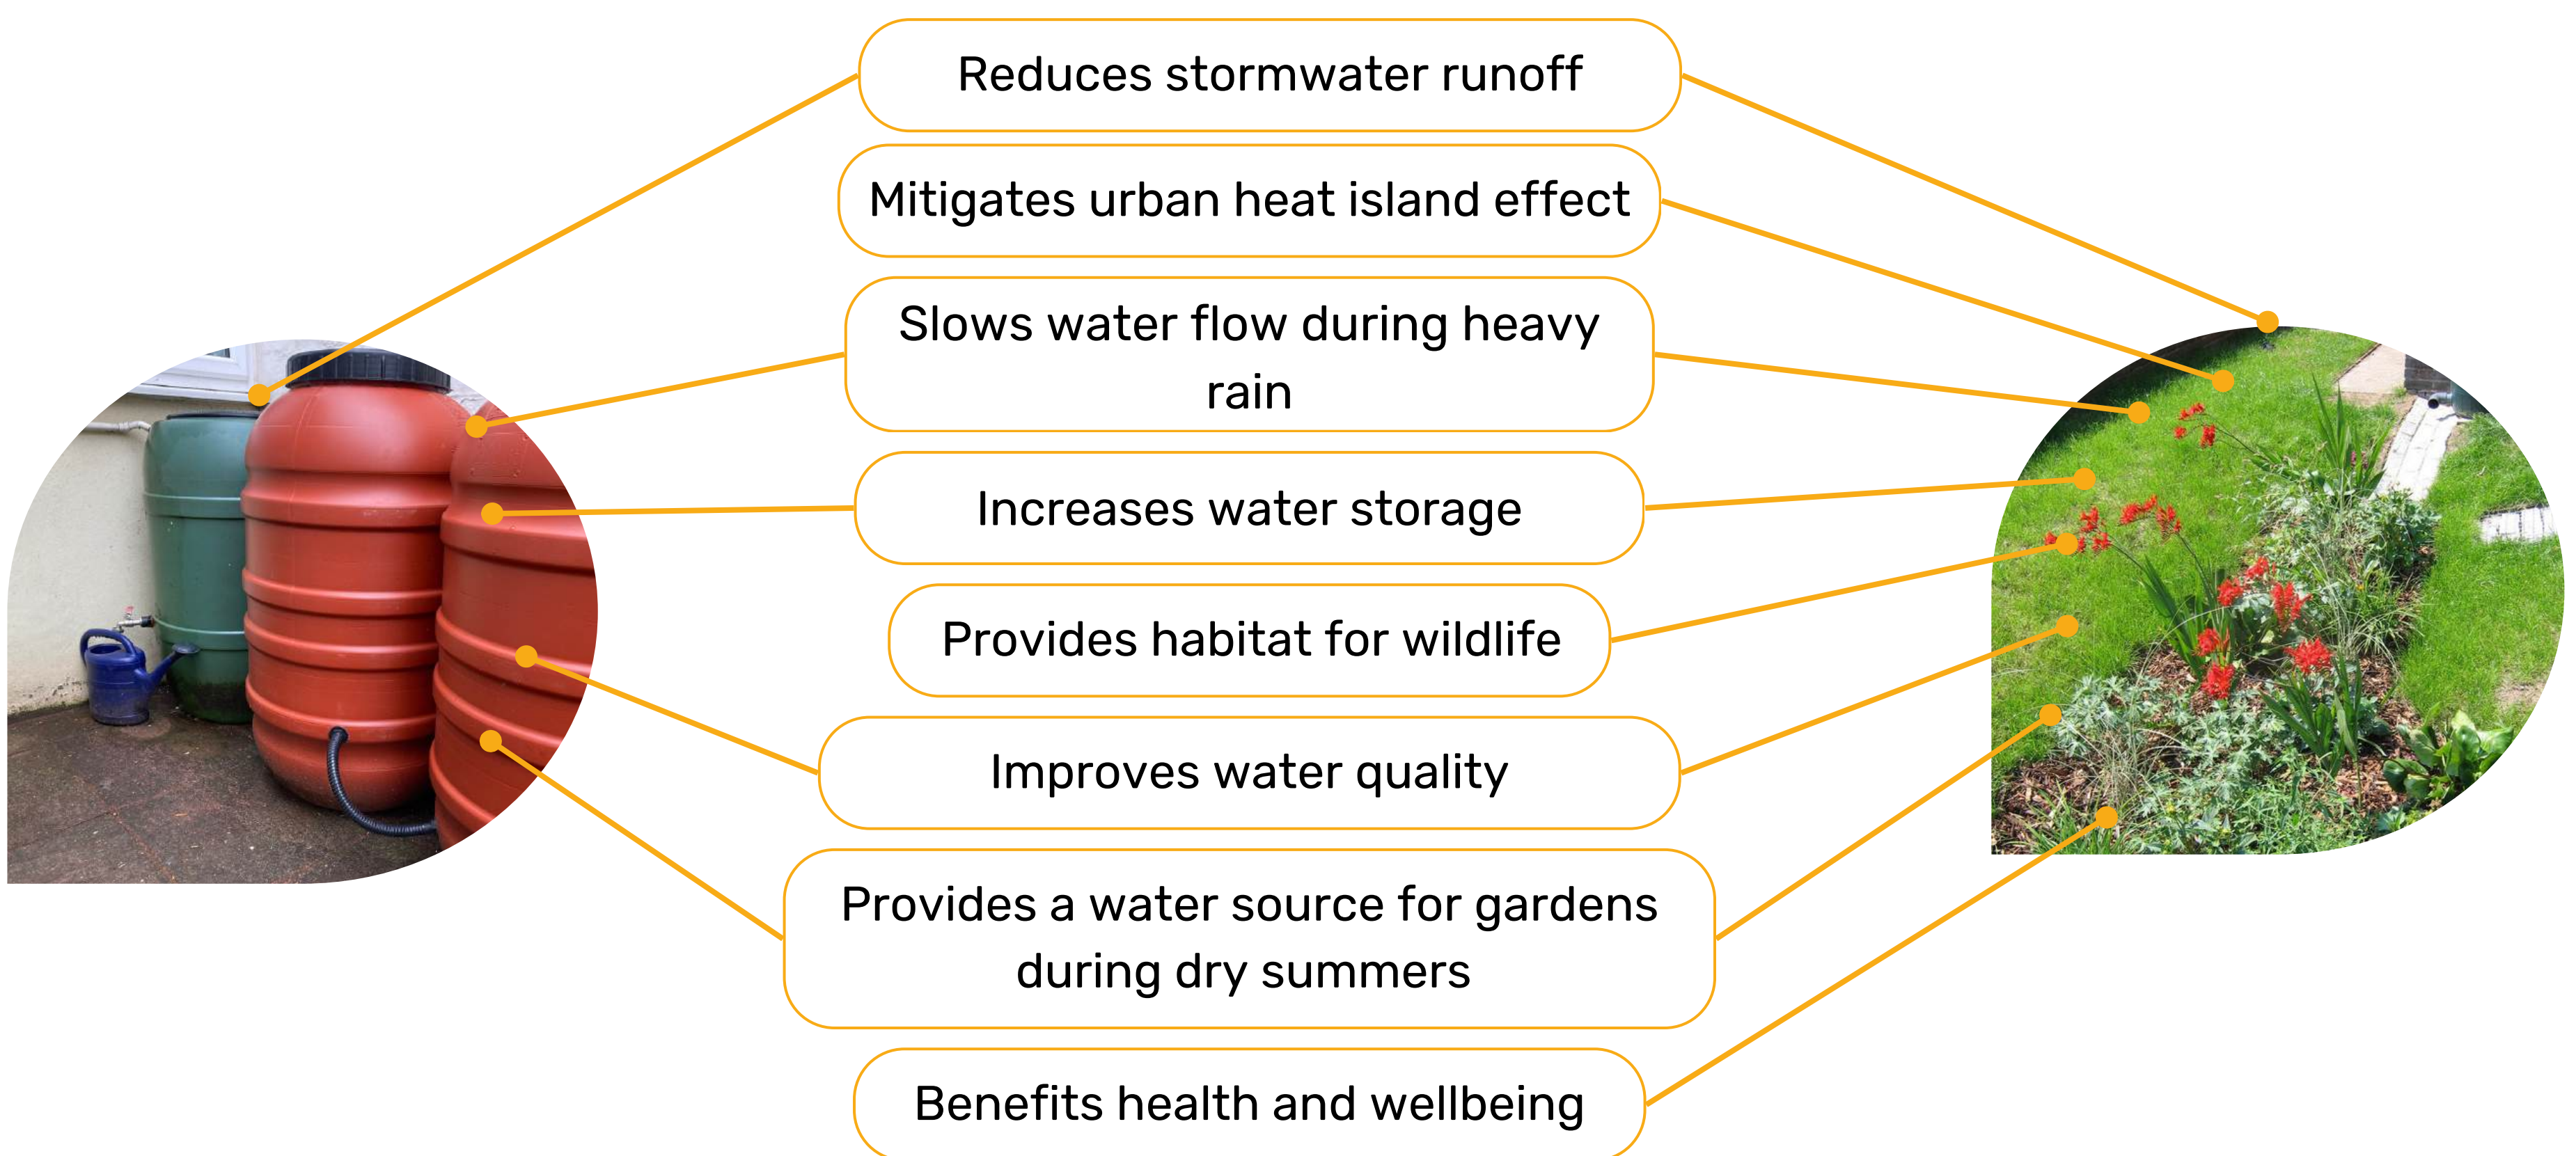 Reduces stormwater runoff
Mitigates urban heat island effect
Slows water flow during heavy
rain
Increases water storage
Provides habitat for wildlife
Improves water quality
Provides a water source for gardens
during dry summers
Benefits health and wellbeing